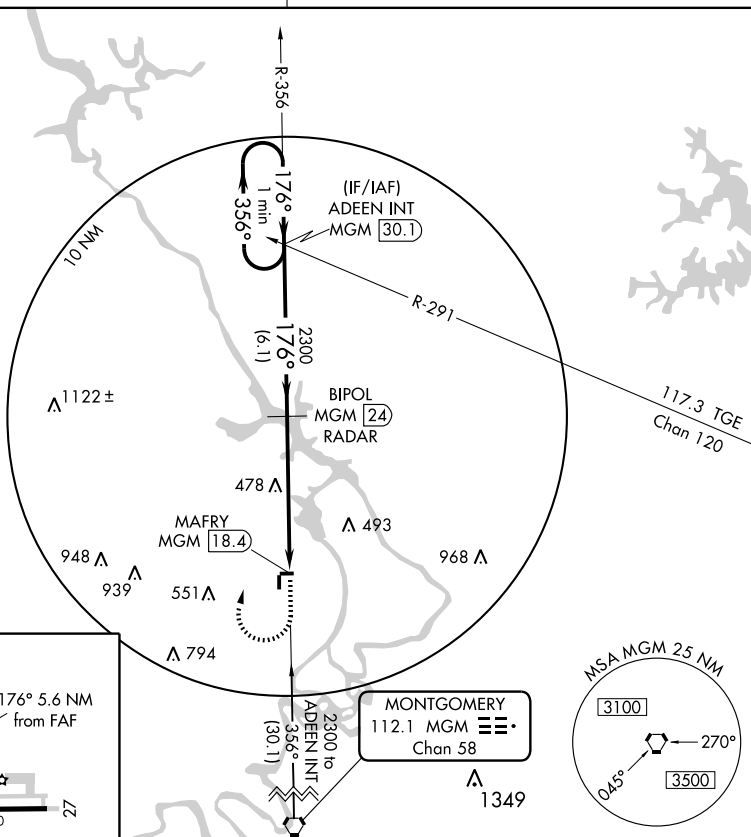 R-356
176°
1 min
356°
(IF/IAF)
ADEEN INT
MGM 30.1
10 NM
R-291
2300
176°
(6.1)
117.3 TGE
Chan 120
1122 ±
BIPOL
MGM 24
RADAR
478
493
MAFRY
MGM 18.4
948
939
551
968
794
176° 5.6 NM
from FAF
27
0
2300 to
ADEEN INT
356°
(30.1)
MONTGOMERY
112.1 MGM
Chan 58
1349
MSA MGM 25 NM
3100
270°
045°
3500